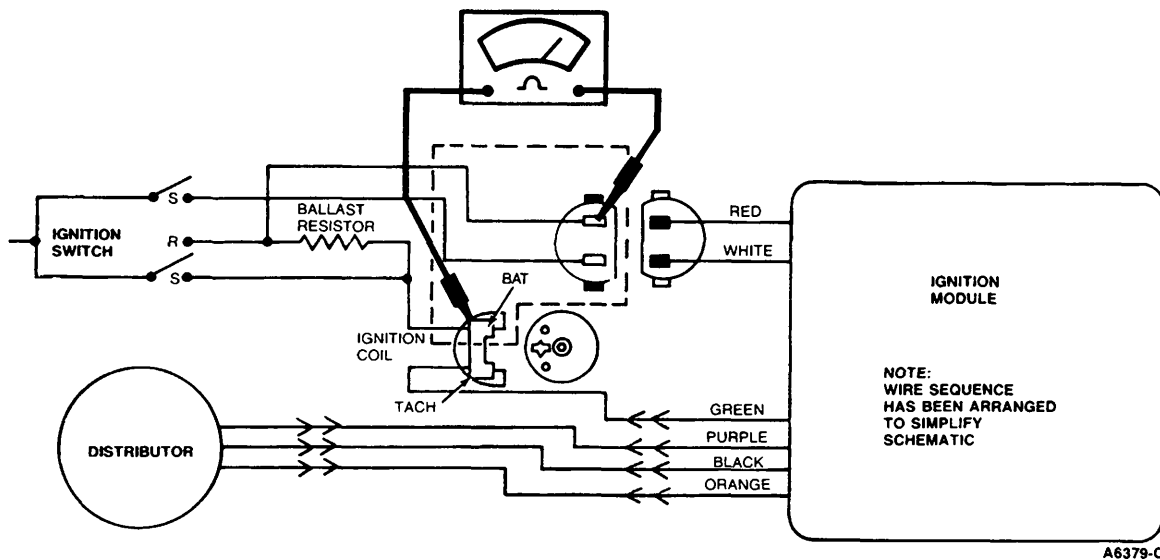 S
IGNITION
SWITCH
R
S
BALLAST
RESISTOR
BAT
IGNITION
COIL
TACH
RED
WHITE
IGNITION
MODULE
NOTE:
WIRE SEQUENCE
HAS BEEN ARRANGED
TO SIMPLIFY
SCHEMATIC
DISTRIBUTOR
GREEN
PURPLE
BLACK
ORANGE